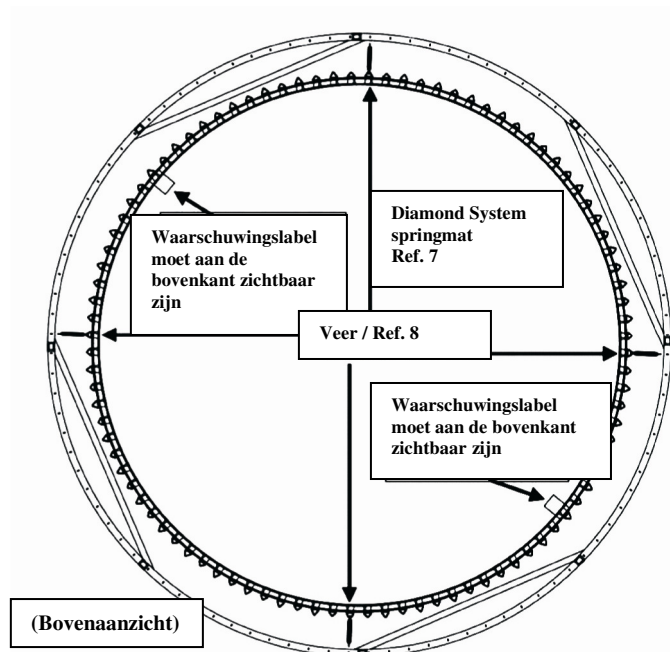 Diamond System
springmat
Ref. 7
Waarschuwingslabel
moet aan de
bovenkant zichtbaar
zijn
Veer / Ref. 8
Waarschuwingslabel
moet aan de bovenkant
zichtbaar zijn
(Bovenaanzicht)